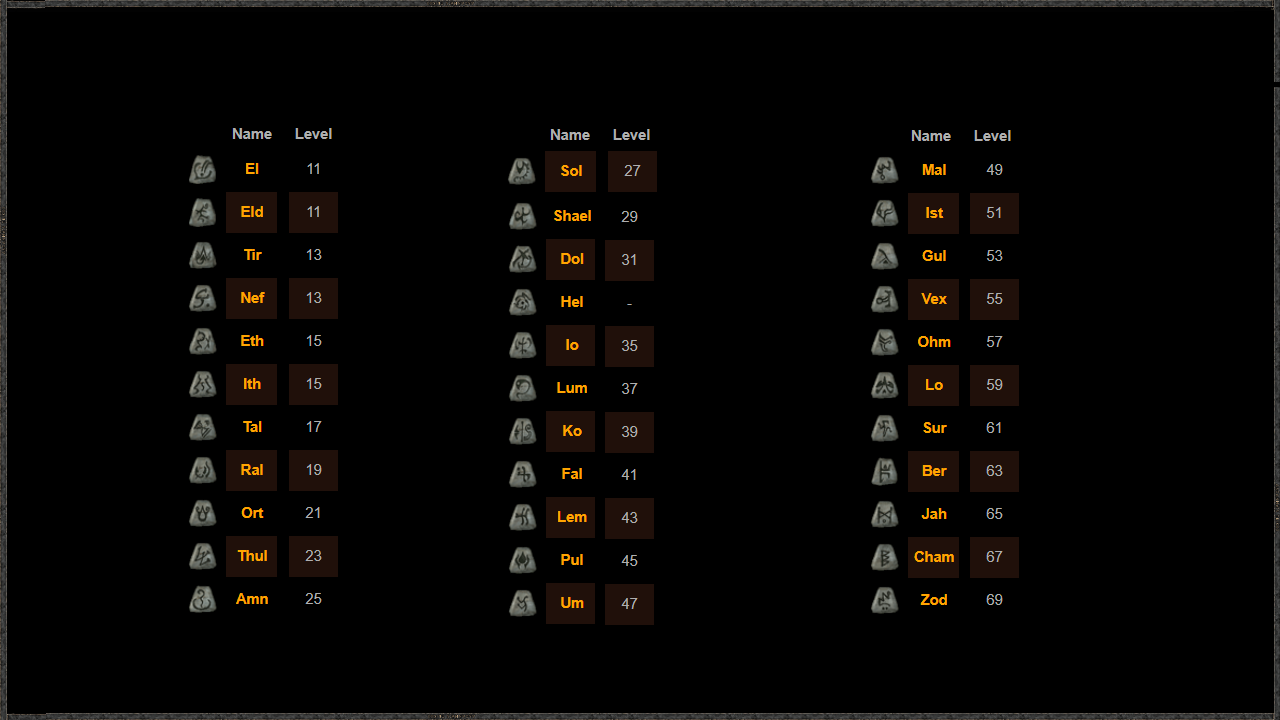 Name Level
El 11
Eld 11
Tir 13
Nef 13
Eth 15
Ith 15
Tal 17
Ral 19
Ort 21
Thul 23
Amn 25
Name Level
Sol 27
Shael 29
Dol 31
Hel -
Io 35
Lum 37
Ko 39
Fal 41
Lem 43
Pul 45
Um 47
Name Level
Mal 49
Ist 51
Gul 53
Vex 55
Ohm 57
Lo 59
Sur 61
Ber 63
Jah 65
Cham 67
Zod 69